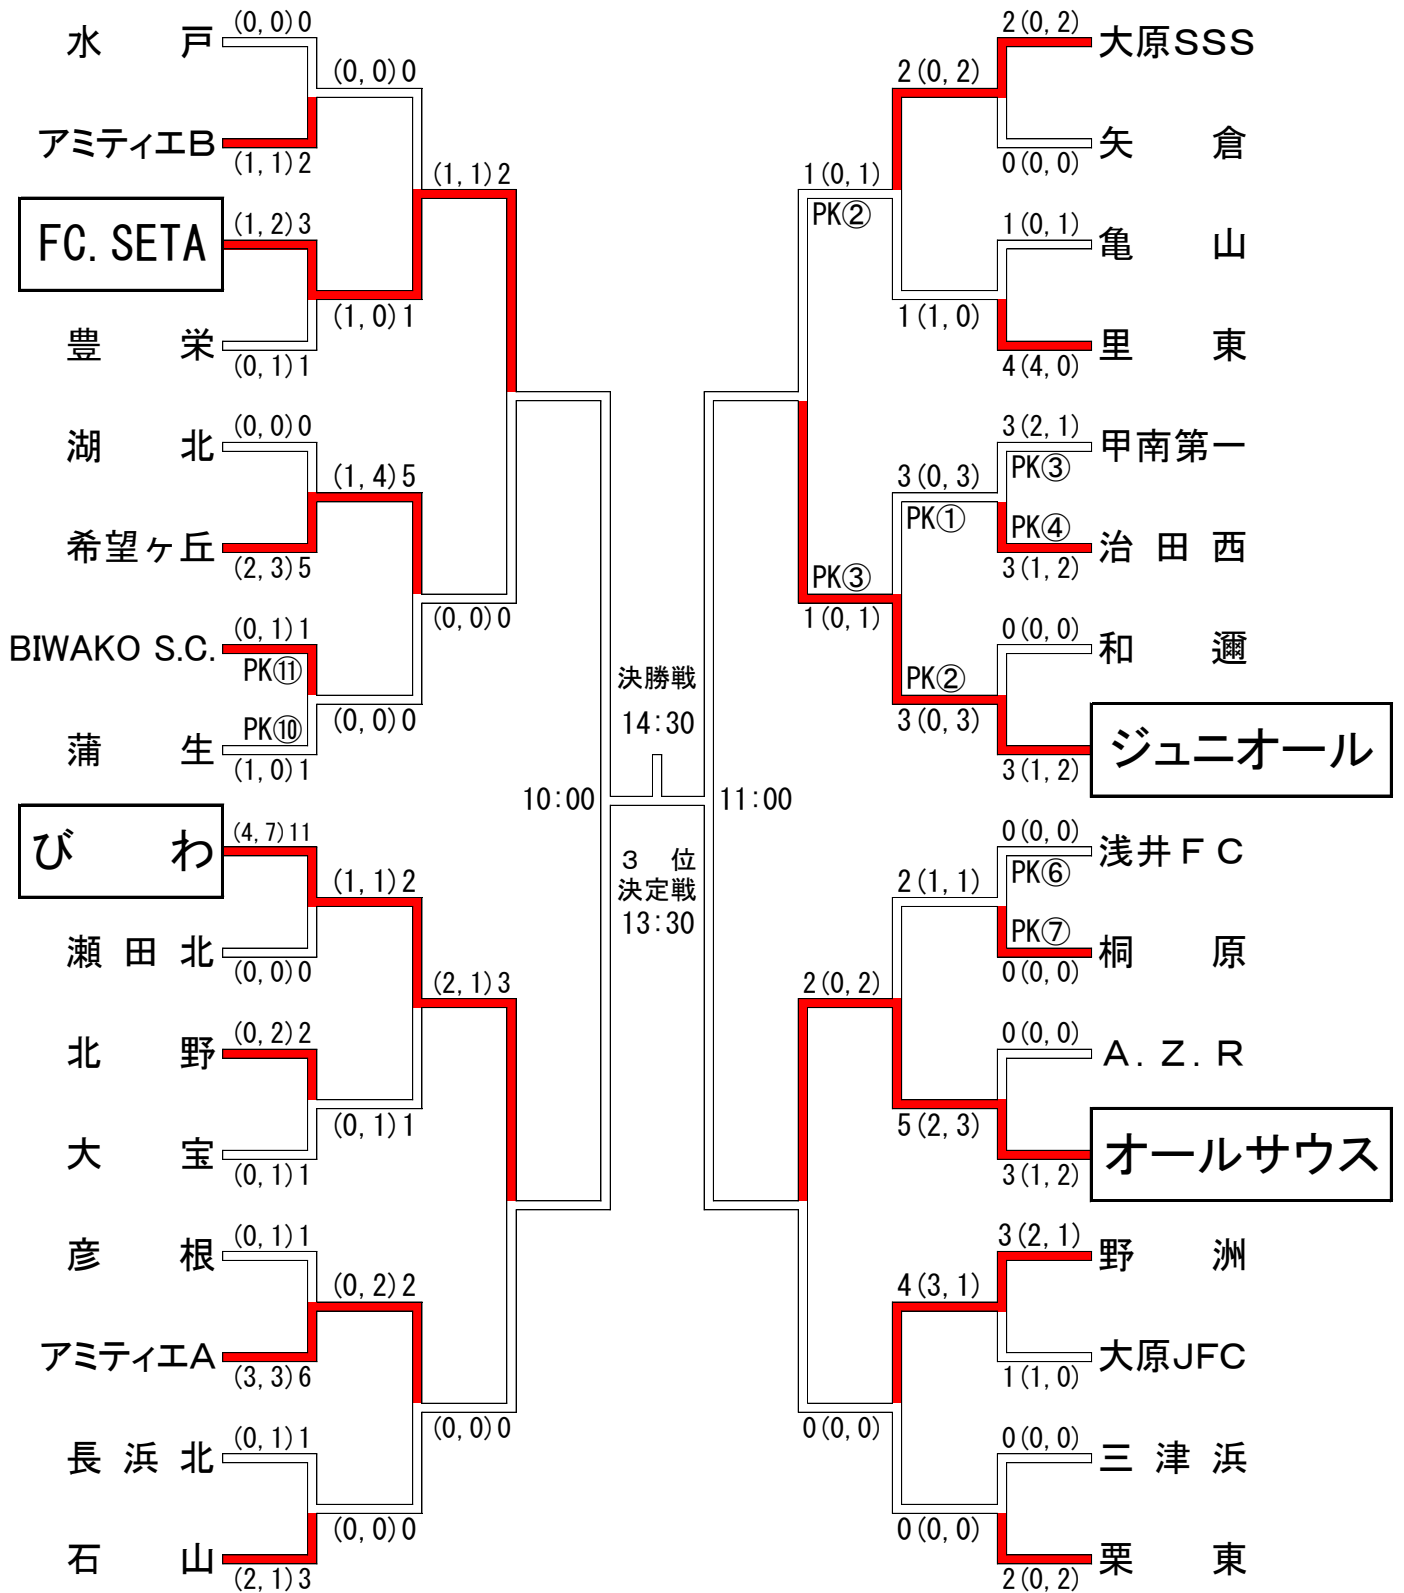 水戸
(0,0)0
アミティエB
(1,1)2
(0,0)0
FC.SETA
(1,2)3
豊栄
(0,1)1
(1,0)1
(1,1)2
湖北
(0,0)0
希望ヶ丘
(2,3)5
(1,4)5
BIWAKO S.C.
(0,1)1
PK⑪
蒲生
PK⑩
(1,0)1
(0,0)0
(0,0)0
びわ
(4,7)11
瀬田北
(0,0)0
(1,1)2
北野
(0,2)2
大宝
(0,1)1
(0,1)1
(2,1)3
彦根
(0,1)1
アミティエA
(3,3)6
(0,2)2
長浜北
(0,1)1
石山
(2,1)3
(0,0)0
(0,0)0
10:00
決勝戦
14:30
3位
決定戦
13:30
11:00
2(0,2)
大原SSS
矢倉
0(0,0)
2(0,2)
1(0,1)
亀山
里東
4(4,0)
1(1,0)
1(0,1)
PK②
3(2,1)
甲南第一
PK③
PK④
治田西
3(1,2)
3(0,3)
PK①
0(0,0)
和邇
ジュニオール
3(1,2)
PK②
3(0,3)
PK③
1(0,1)
0(0,0)
浅井FC
PK⑥
PK⑦
桐原
0(0,0)
2(1,1)
0(0,0)
A.Z.R
オールサウス
3(1,2)
5(2,3)
2(0,2)
3(2,1)
野洲
大原JFC
1(1,0)
4(3,1)
0(0,0)
三津浜
栗東
2(0,2)
0(0,0)
0(0,0)